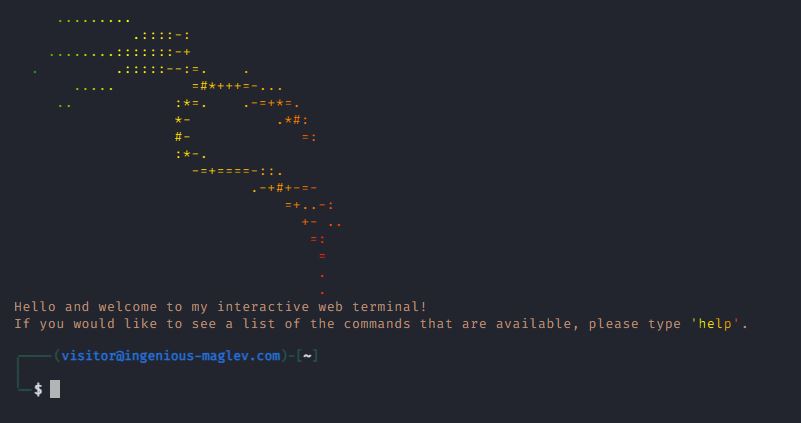 Hello and welcome to my interactive web terminal!
If you would like to see a list of the commands that are available, please type 'help'.
(visitor@ingenious-maglev.com)-[~]
$